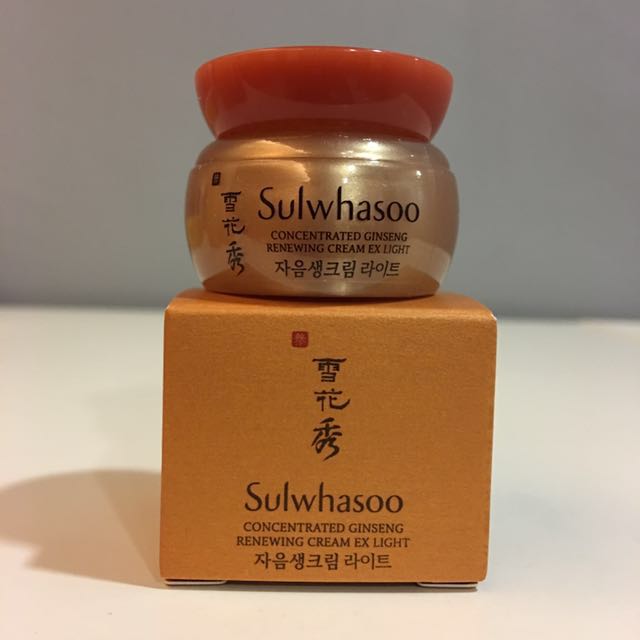 雪花秀
Sulwhasoo
CONCENTRATED GINSENG
RENEWING CREAM EX LIGHT
자음생크림 라이트
雪花秀
Sulwhasoo
CONCENTRATED GINSENG
RENEWING CREAM EX LIGHT
자음생크림 라이트